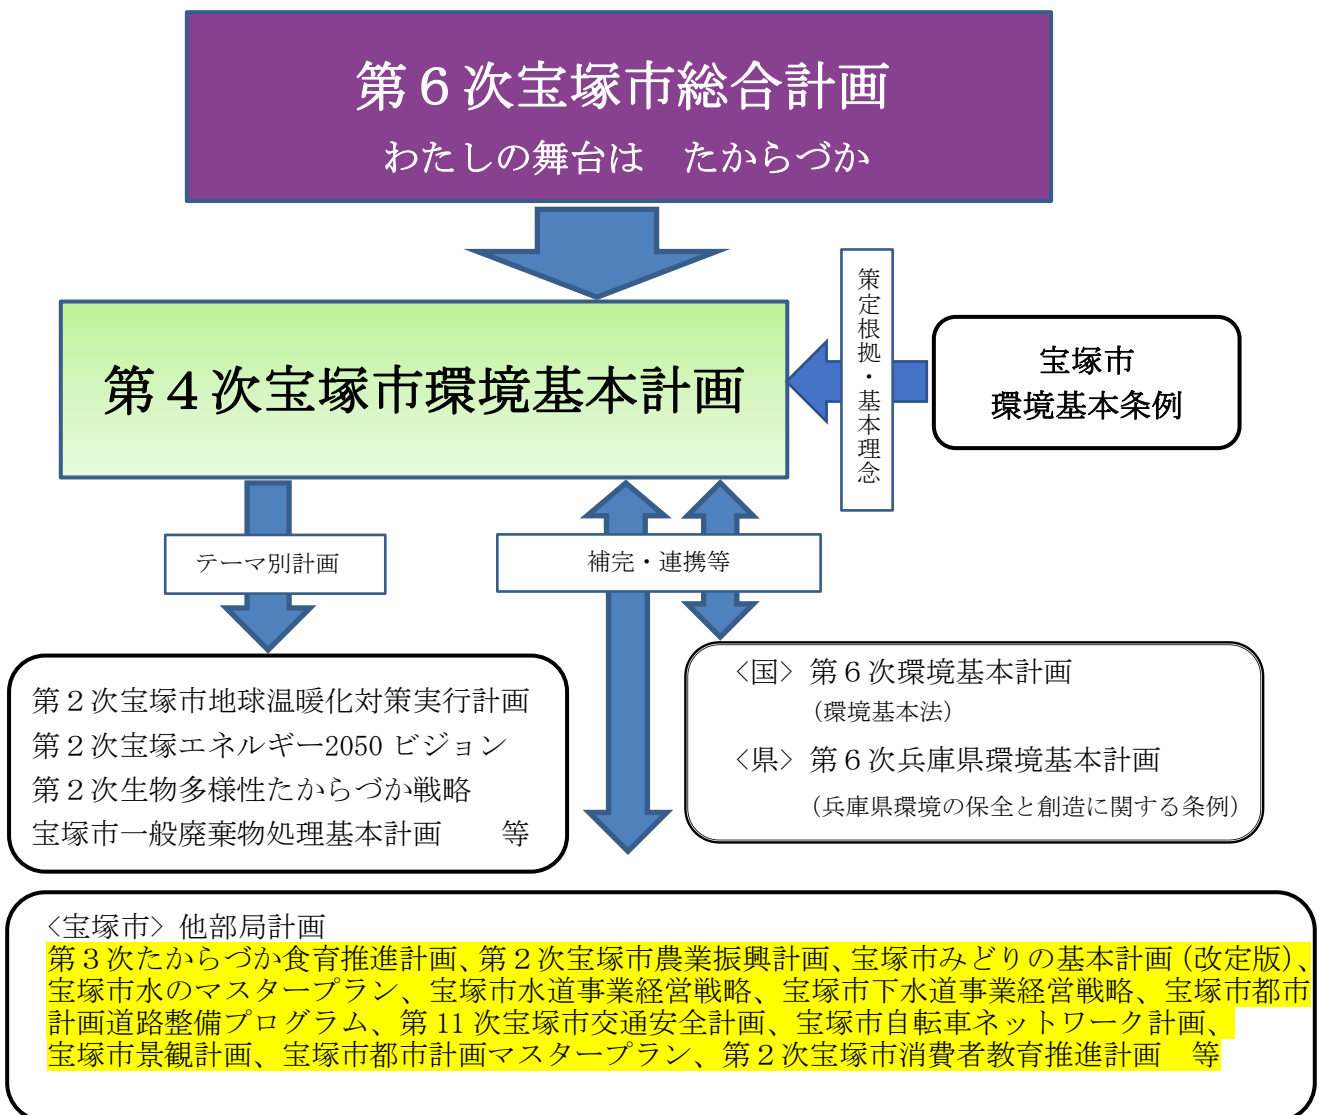 第６次宝塚市総合計画
わたしの舞台は　たからづか
策定根拠・基本理念
宝塚市
環境基本条例
第４次宝塚市環境基本計画
テーマ別計画
補完・連携等
第２次宝塚市地球温暖化対策実行計画
第２次宝塚エネルギー2050 ビジョン
第２次生物多様性たからづか戦略
宝塚市一般廃棄物処理基本計画　　等
〈国〉 第６次環境基本計画
（環境基本法）
〈県〉 第６次兵庫県環境基本計画
（兵庫県環境の保全と創造に関する条例）
〈宝塚市〉 他部局計画
第３次たからづか食育推進計画、第２次宝塚市農業振興計画、宝塚市みどりの基本計画（改定版）、
宝塚市水のマスタープラン、宝塚市水道事業経営戦略、宝塚市下水道事業経営戦略、宝塚市都市
計画道路整備プログラム、第 11 次宝塚市交通安全計画、宝塚市自転車ネットワーク計画、
宝塚市景観計画、宝塚市都市計画マスタープラン、第２次宝塚市消費者教育推進計画　等